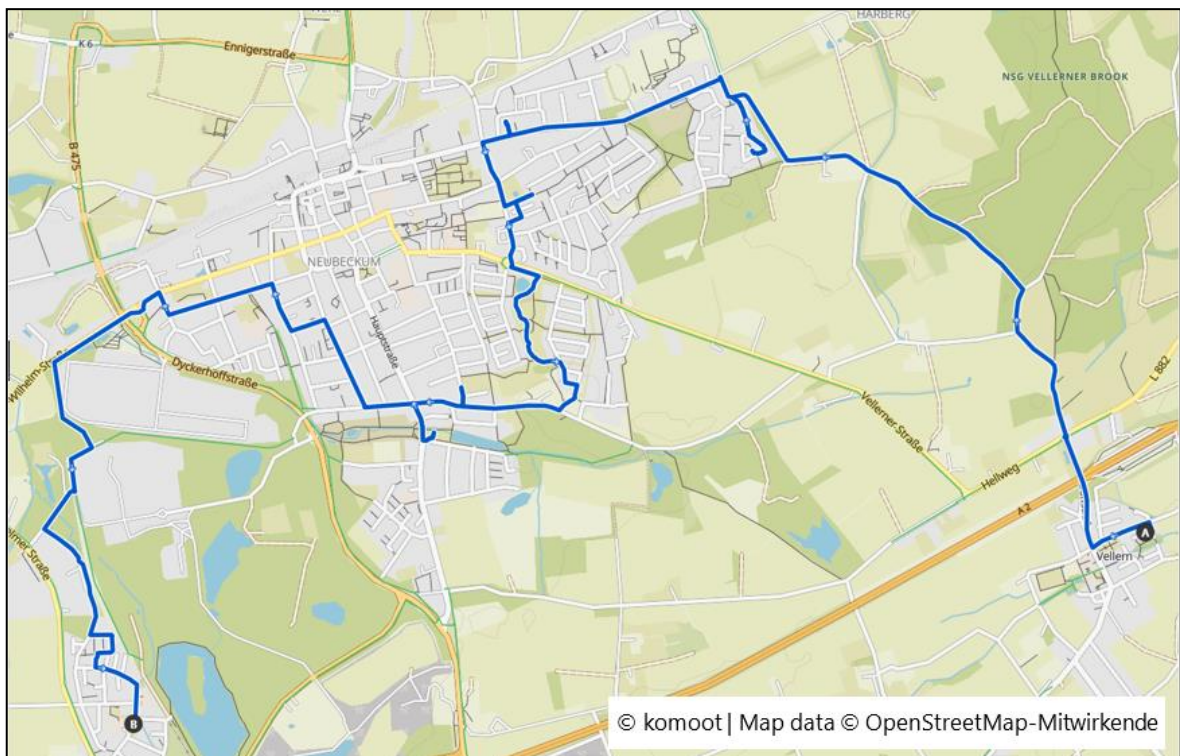 HARBERG
K 6
Ennigerstraße
NSG VELLERNER BROOK
B 475
NEUBECKUM
Hauptstraße
Wilhelm-Straße
Dyckerhoffstraße
L 882
Vellerner Straße
Hellweg
A 2
A
Vellern
B
© komoot | Map data © OpenStreetMap-Mitwirkende